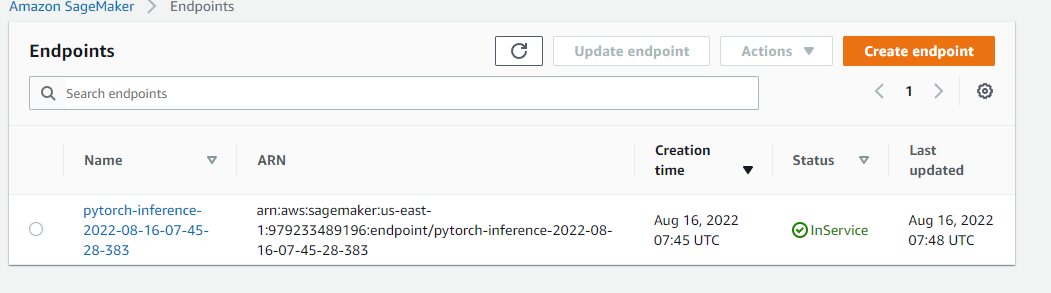 Amazon SageMaker > Endpoints
Endpoints
Update endpoint
Actions
Create endpoint
Search endpoints
1
Name
ARN
Creation
time
Status
Last
updated
pytorch-inference-
2022-08-16-07-45-
28-383
arn:aws:sagemaker:us-east-
1:979233489196:endpoint/pytorch-inference-2022-08-
16-07-45-28-383
Aug 16, 2022
07:45 UTC
InService
Aug 16, 2022
07:48 UTC